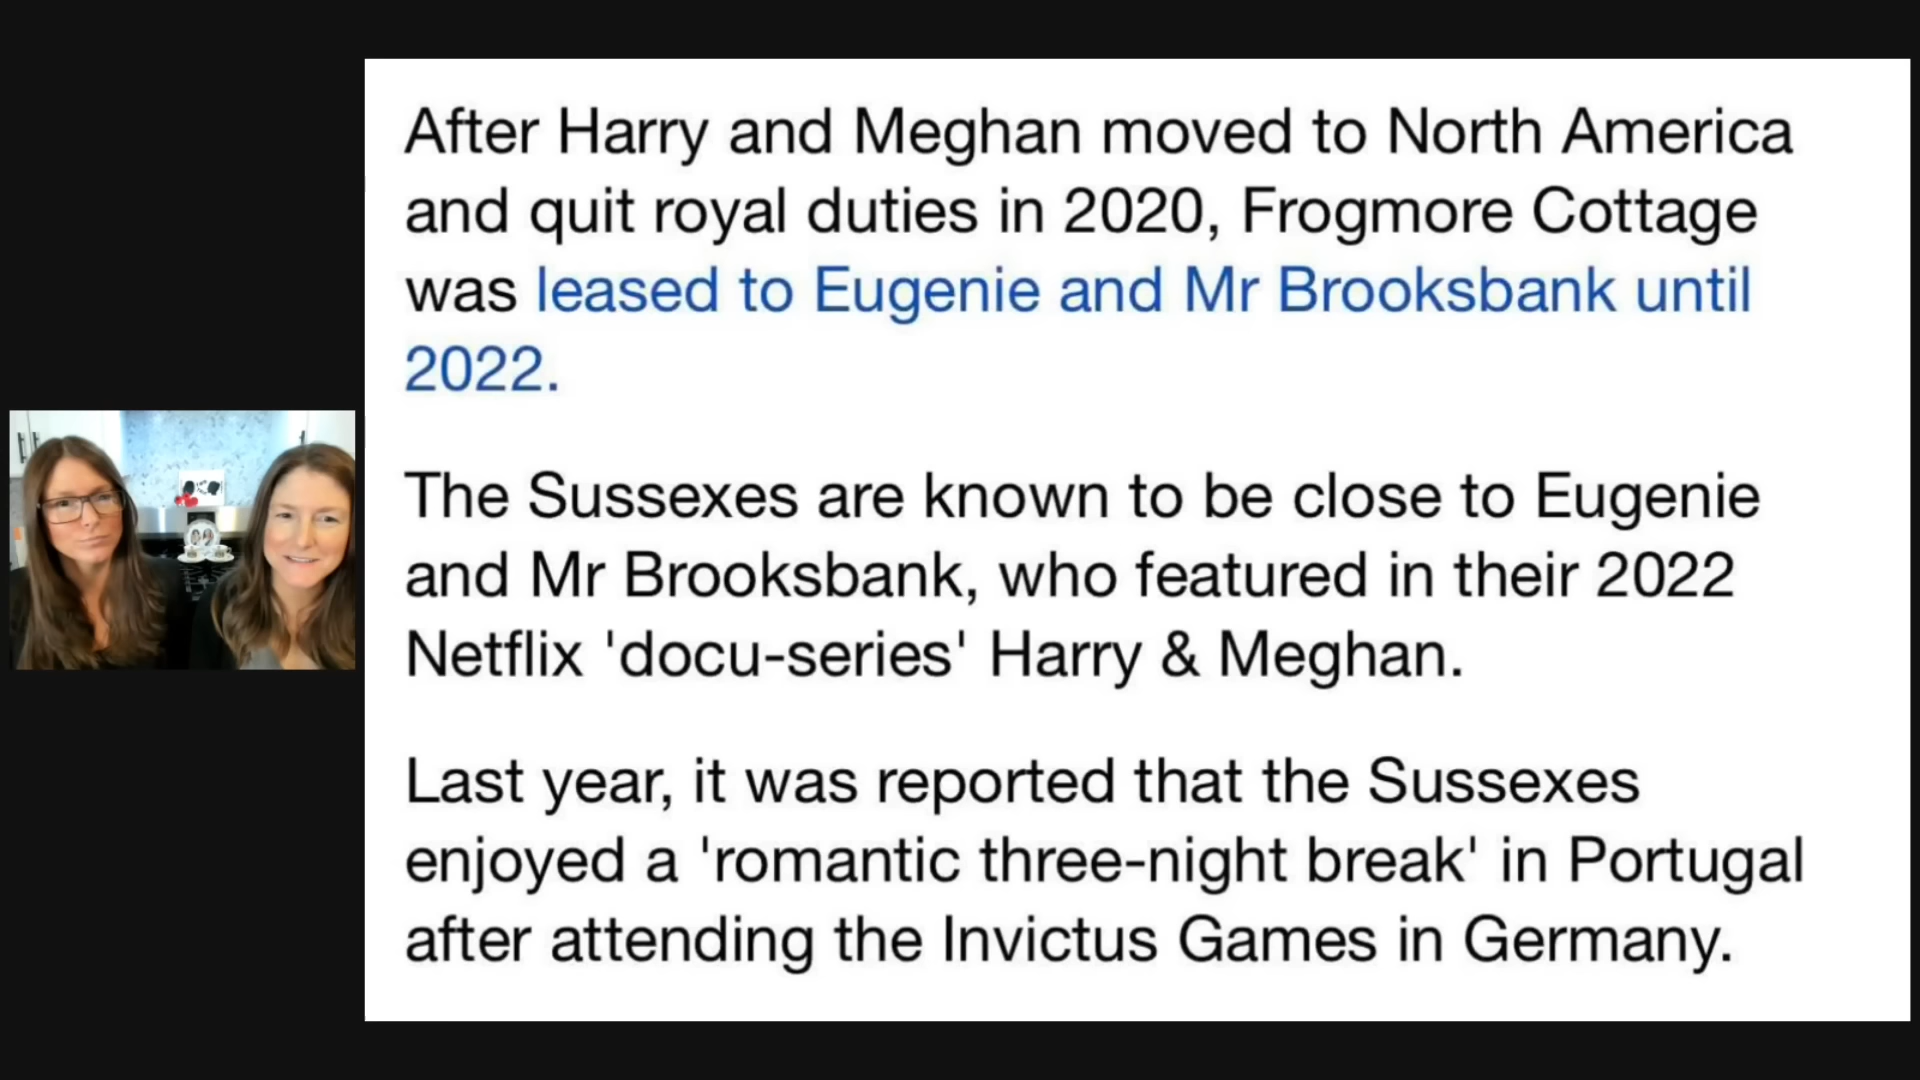 After Harry and Meghan moved to North America
and quit royal duties in 2020, Frogmore Cottage
was leased to Eugenie and Mr Brooksbank until
2022.
The Sussexes are known to be close to Eugenie
and Mr Brooksbank, who featured in their 2022
Netflix 'docu-series' Harry & Meghan.
Last year, it was reported that the Sussexes
enjoyed a 'romantic three-night break' in Portugal
after attending the Invictus Games in Germany.